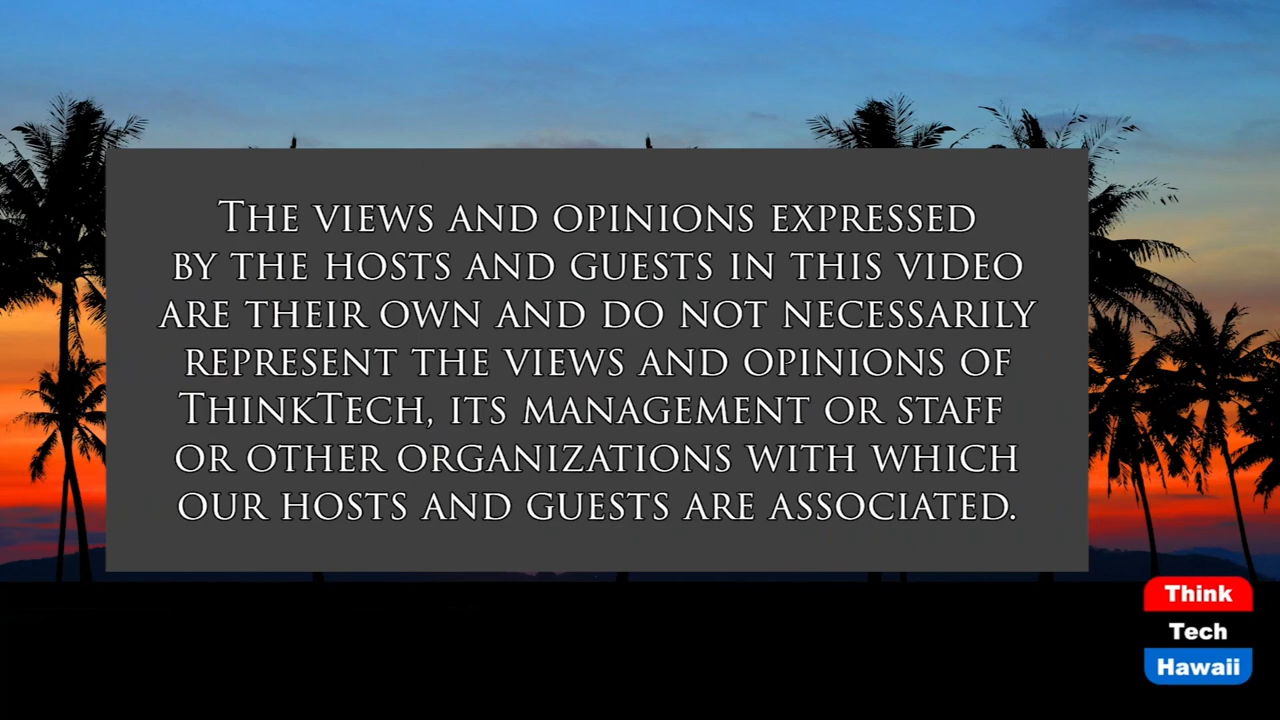 The views and opinions expressed
by the hosts and guests in this video
are their own and do not necessarily
represent the views and opinions of
ThinkTech, its management or staff
or other organizations with which
our hosts and guests are associated.
Think
Tech
Hawaii